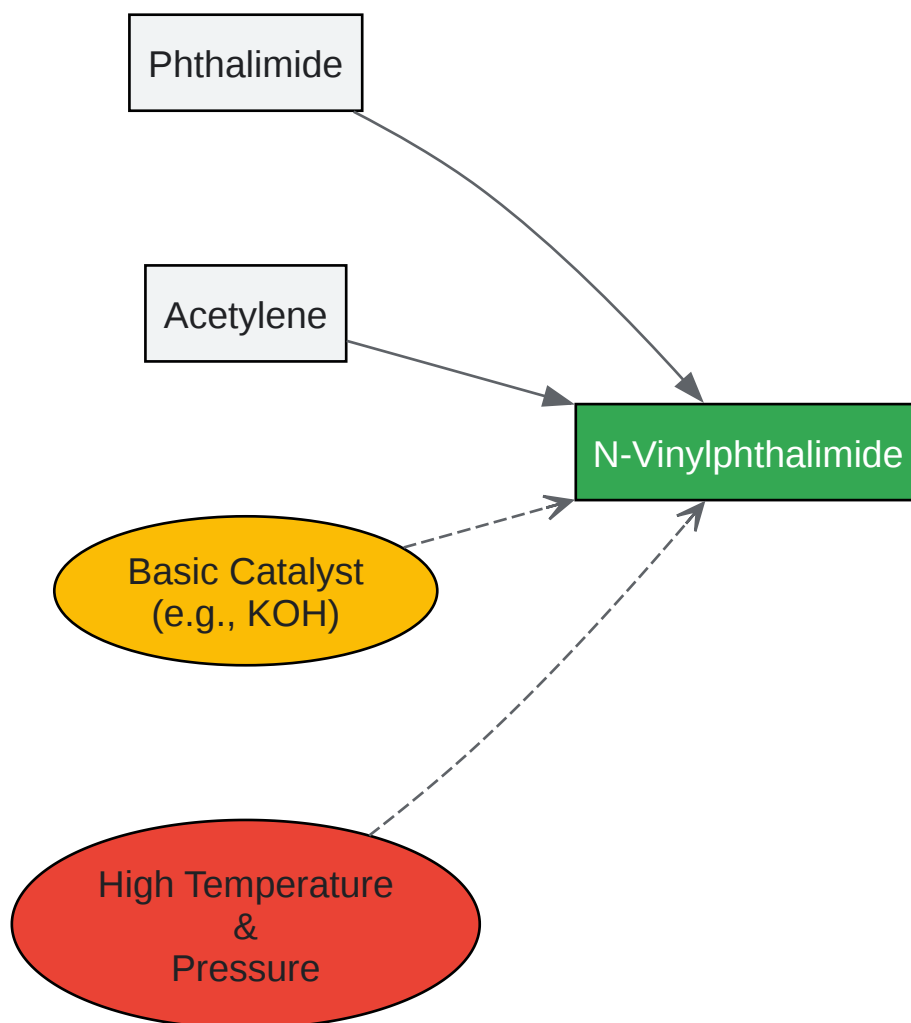 Phthalimide
Acetylene
N-Vinylphthalimide
Basic Catalyst
(e.g., KOH)
High Temperature
&
Pressure